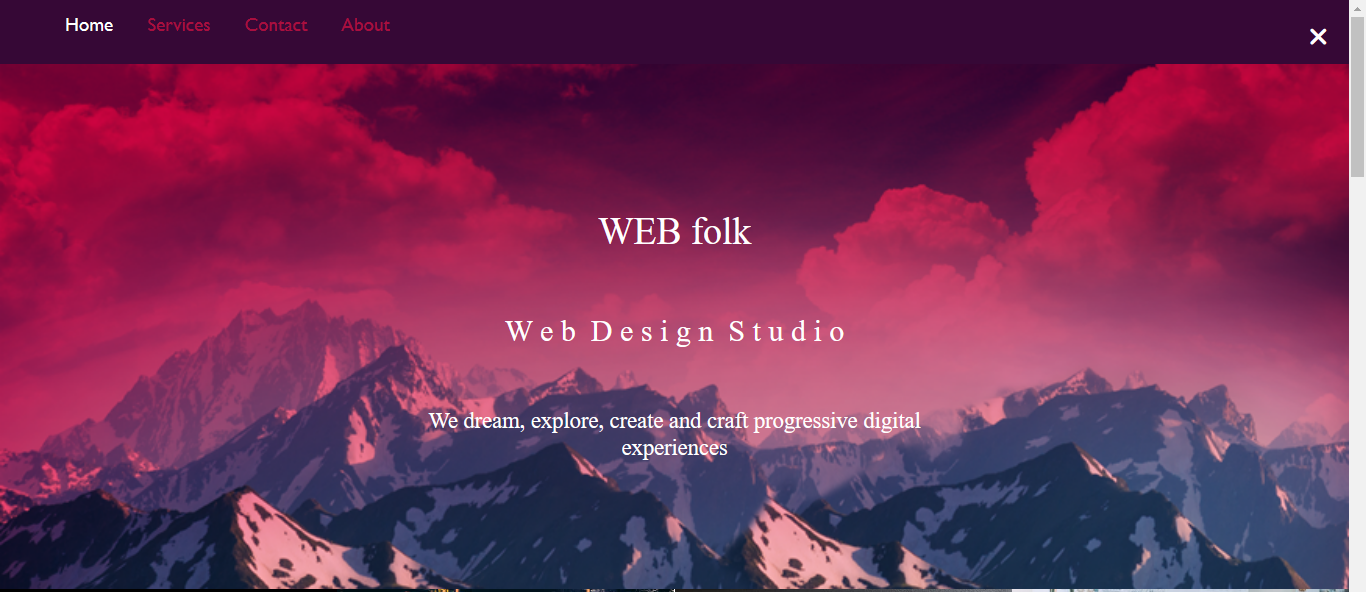 Home Services Contact About
WEB folk
Web Design Studio
We dream, explore, create and craft progressive digital
experiences